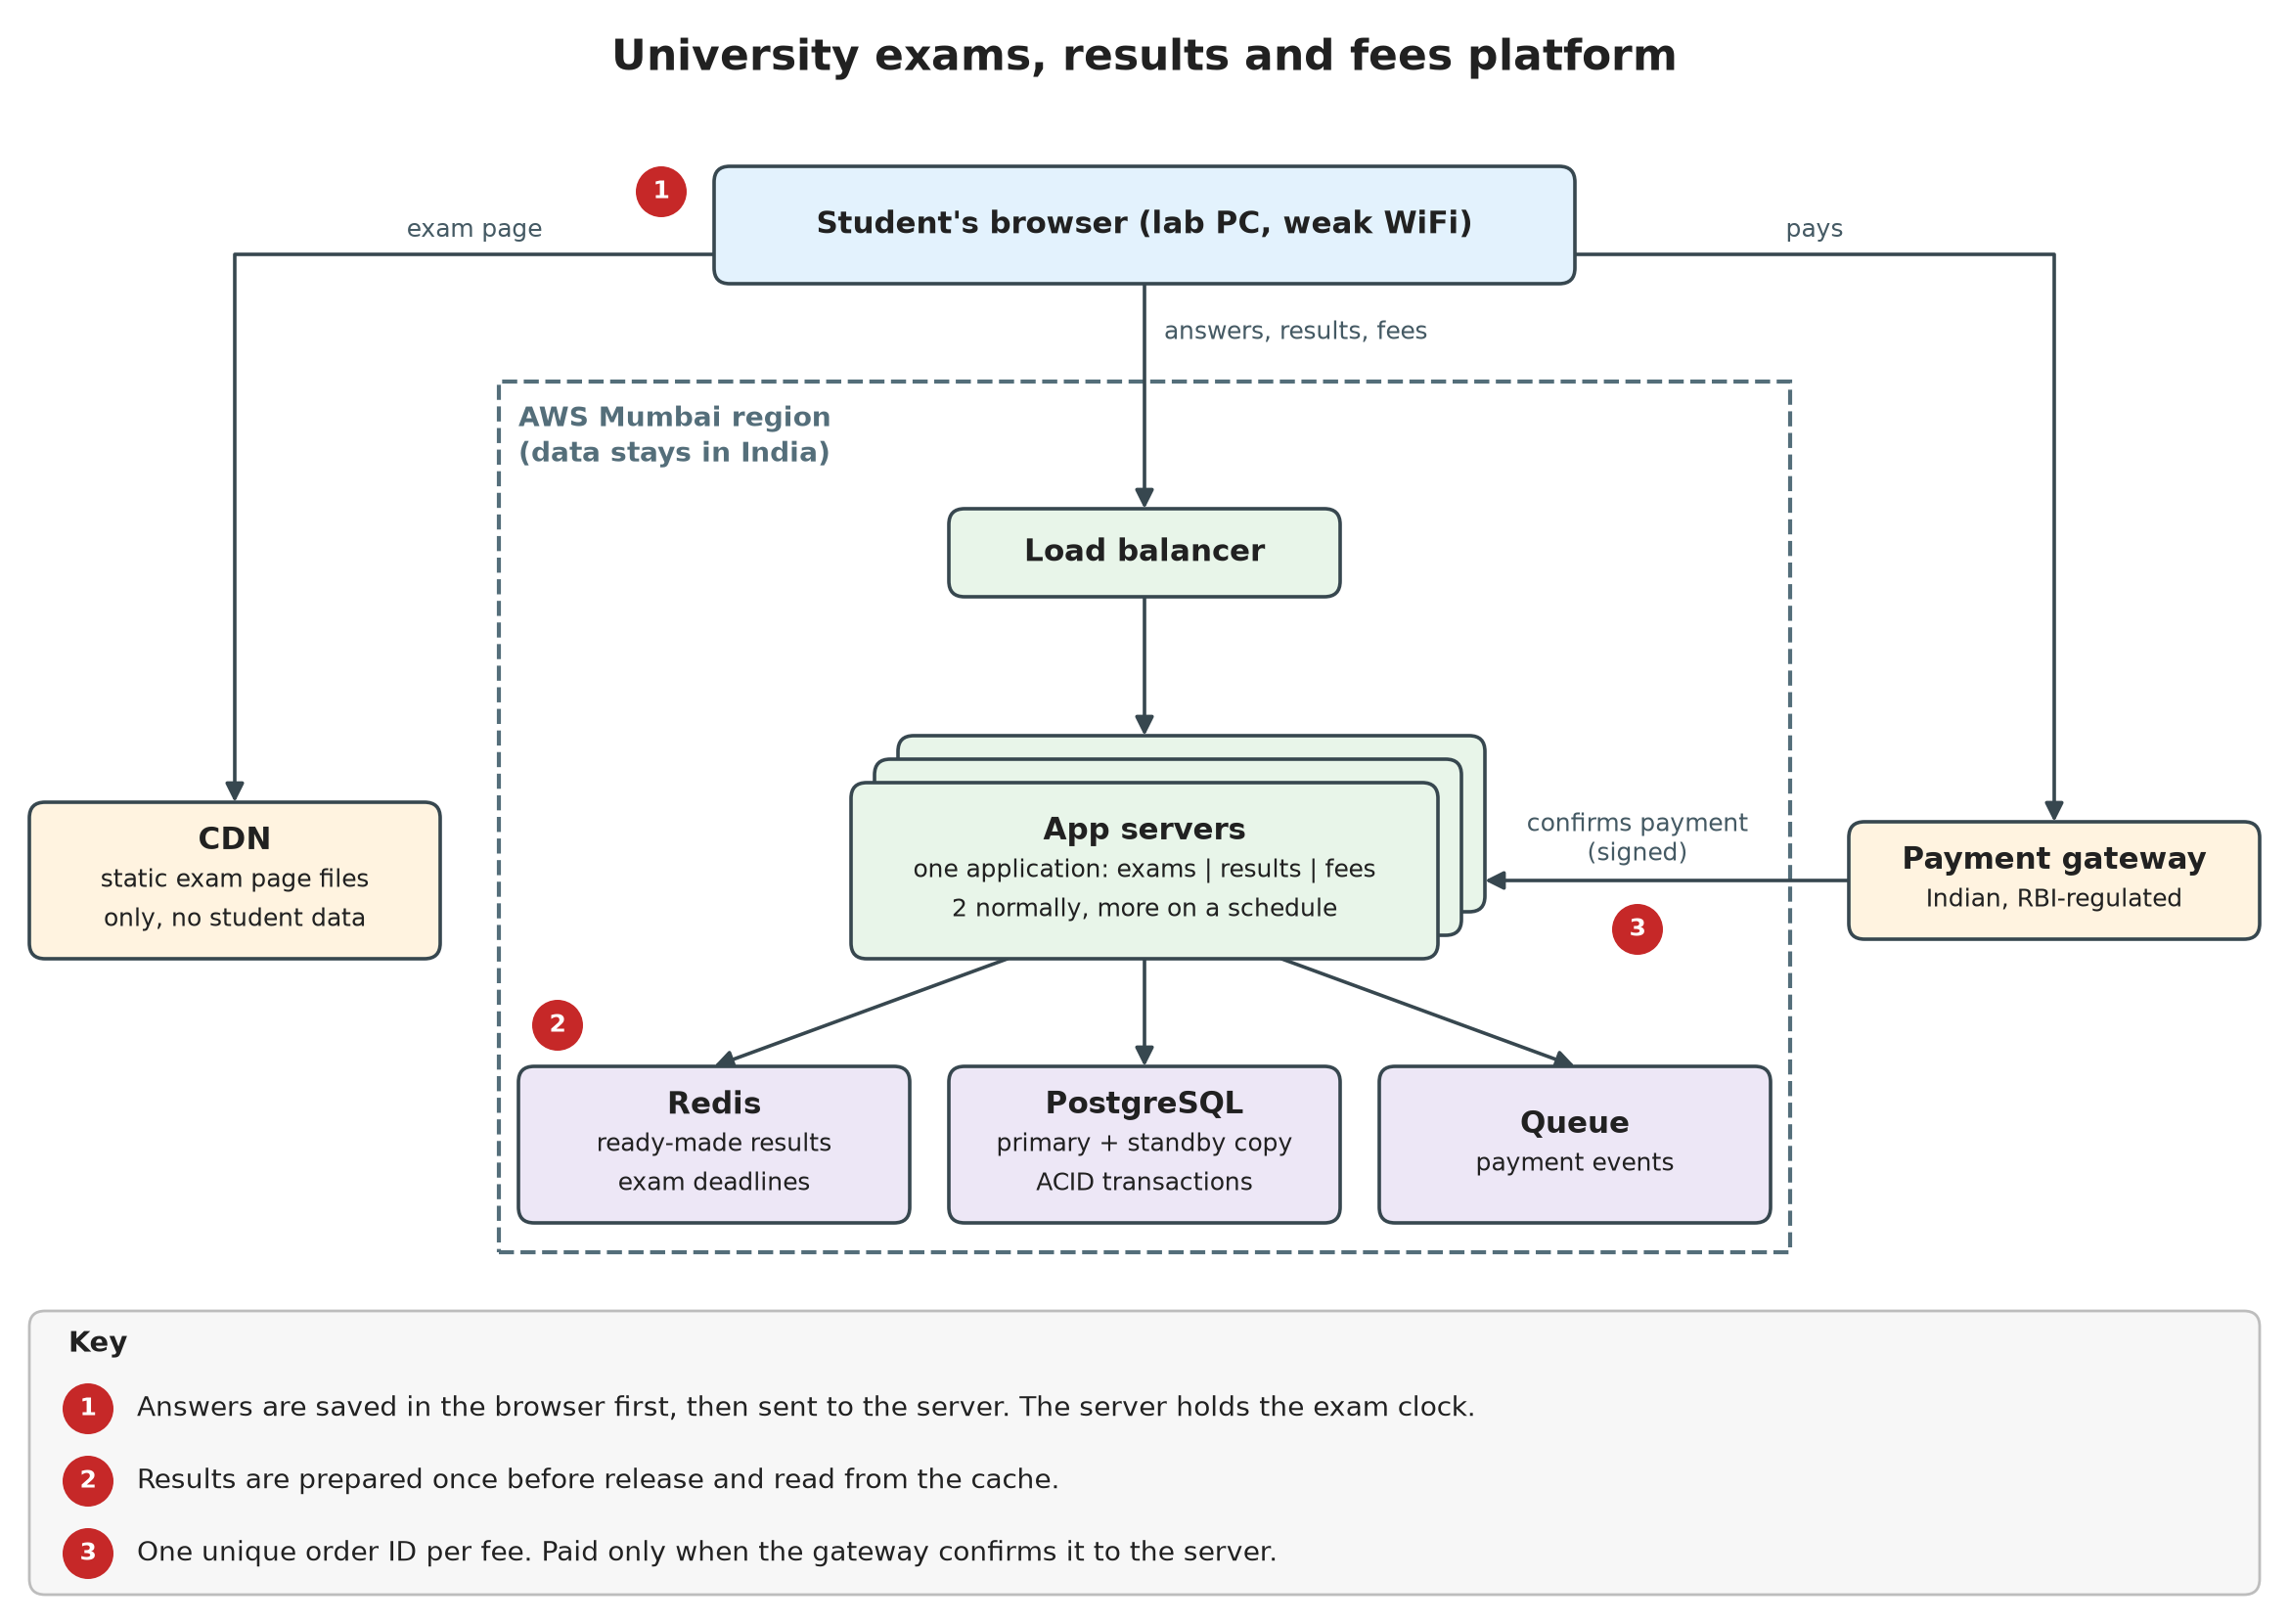 University exams, results and fees platform
1
Student's browser (lab PC, weak WiFi)
exam page
pays
answers, results, fees
AWS Mumbai region
(data stays in India)
Load balancer
CDN
static exam page files
only, no student data
App servers
one application: exams | results | fees
2 normally, more on a schedule
confirms payment
(signed)
3
Payment gateway
Indian, RBI-regulated
2
Redis
ready-made results
exam deadlines
PostgreSQL
primary + standby copy
ACID transactions
Queue
payment events
Key
1 Answers are saved in the browser first, then sent to the server. The server holds the exam clock.
2 Results are prepared once before release and read from the cache.
3 One unique order ID per fee. Paid only when the gateway confirms it to the server.